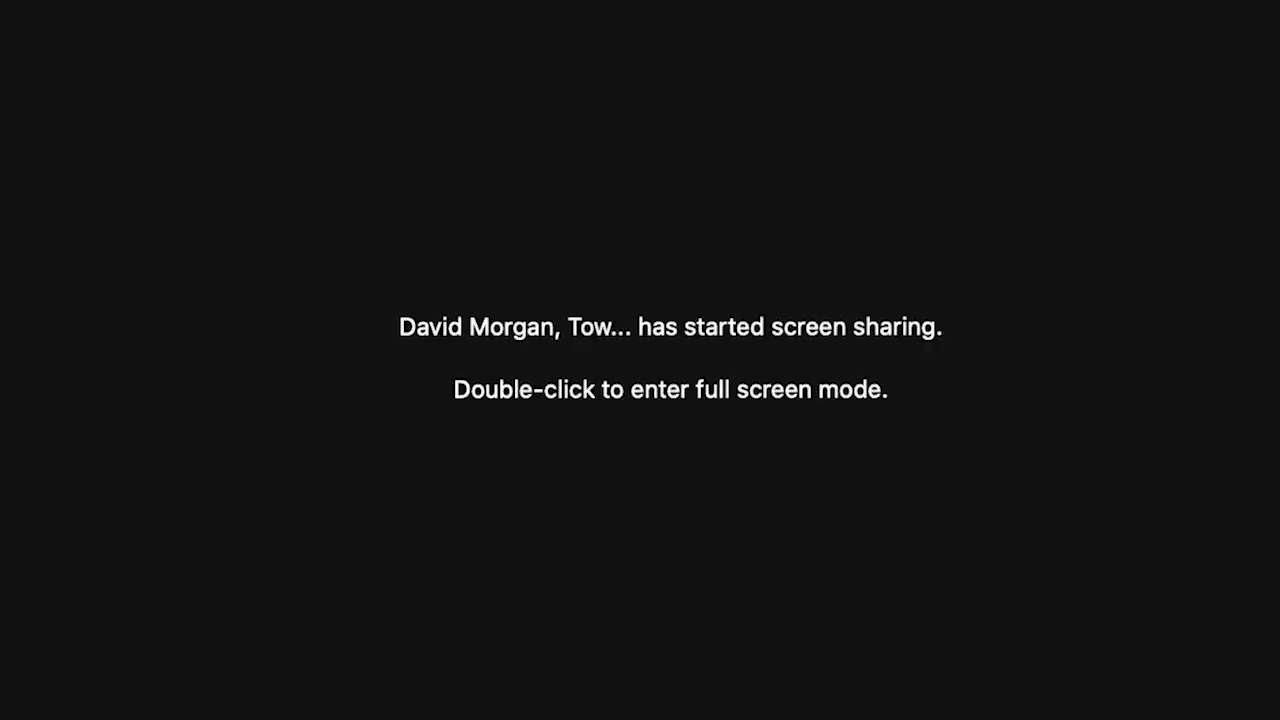 David Morgan, Tow... has started screen sharing.
Double-click to enter full screen mode.